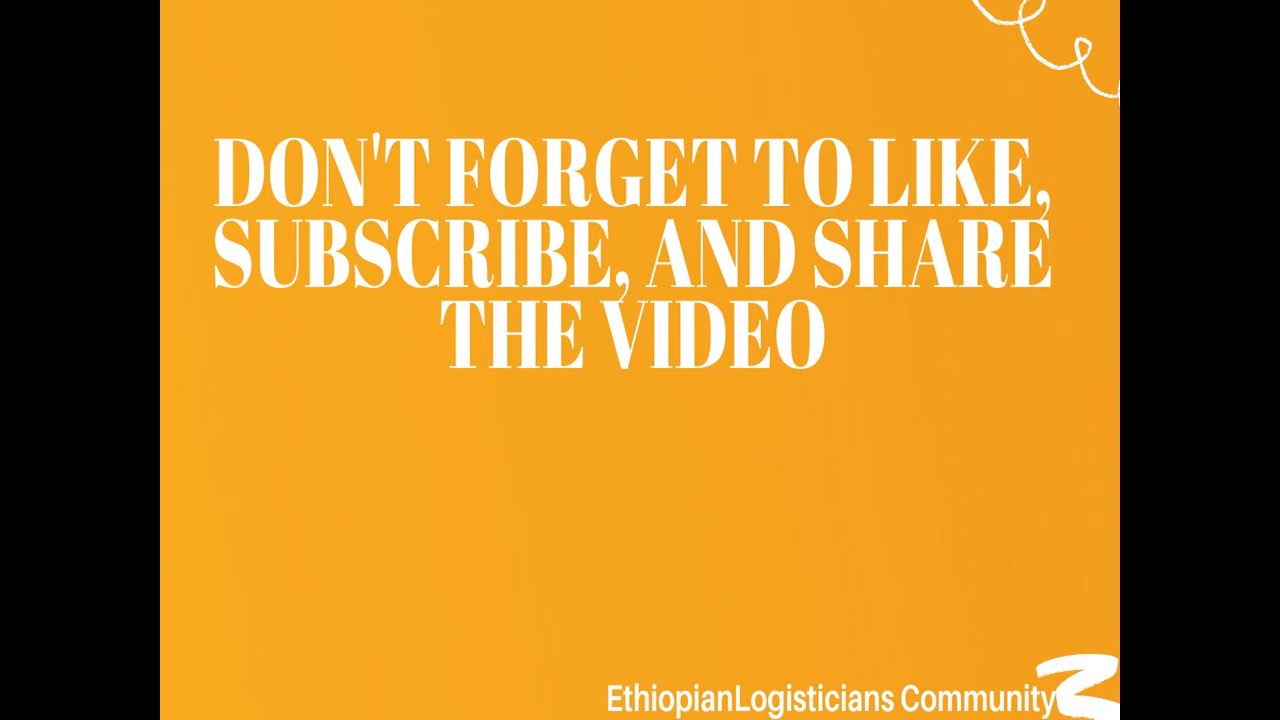 DON'T FORGET TO LIKE,
SUBSCRIBE, AND SHARE
THE VIDEO
EthiopianLogisticians Community